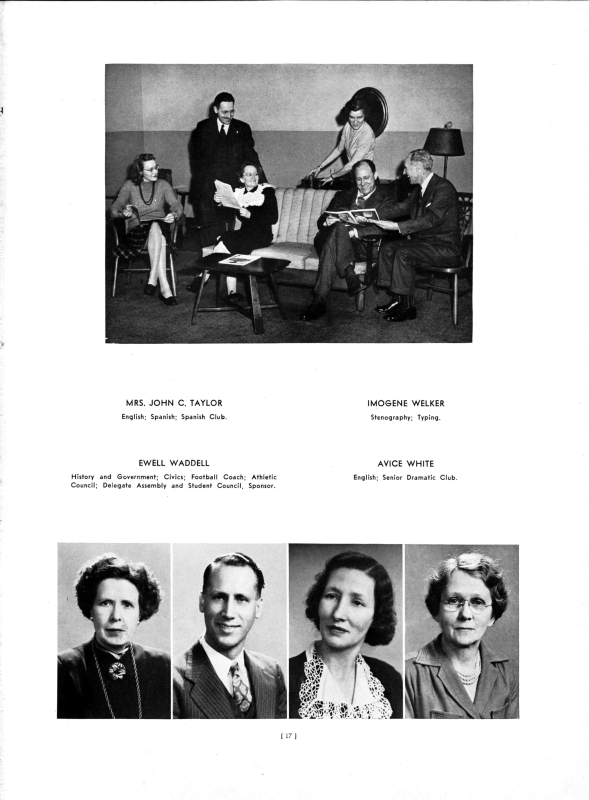 MRS. JOHN C. TAYLOR
English; Spanish; Spanish Club.
IMOGENE WELKER
Stenography; Typing.
EWELL WADDELL
History and Government; Civics; Football Coach; Athletic
Council; Delegate Assembly and Student Council, Sponsor.
AVICE WHITE
English; Senior Dramatic Club.
[ 17 ]